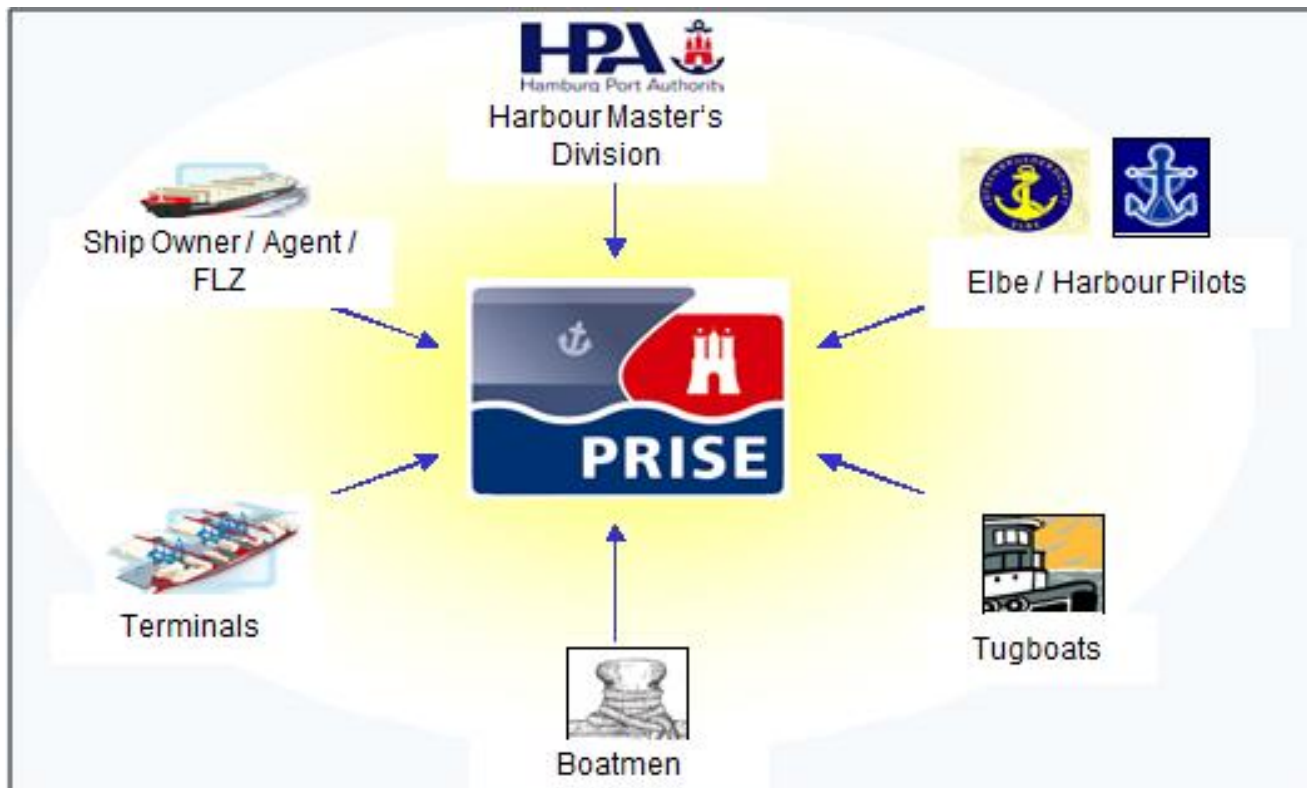 HPA
Hamburg Port Authority
Harbour Master's
Division
Ship Owner / Agent /
FLZ
Elbe / Harbour Pilots
PRISE
Terminals
Tugboats
Boatmen